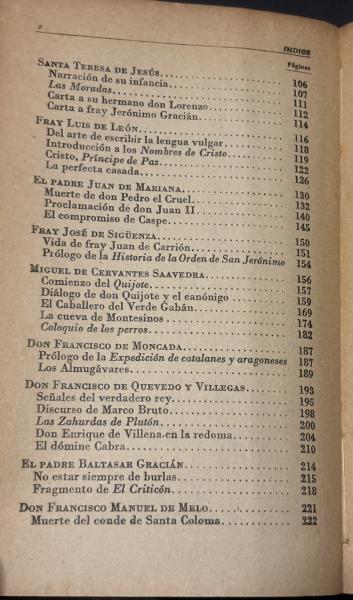 INDICE
Páginas
SANTA TERESA DE JESÚS........ 106
Narración de su infancia........ 107
Las Moradas........ 111
Carta a su hermano don Lorenzo........ 112
Carta a fray Jerónimo Gracián........ 114
FRAY LUIS DE LEÓN........ 116
Del arte de escribir la lengua vulgar........ 118
Introducción a los Nombres de Cristo........ 119
Cristo, Príncipe de Paz........ 122
La perfecta casada........ 126
EL PADRE JUAN DE MARIANA........ 130
Muerte de don Pedro el Cruel........ 132
Proclamación de don Juan II........ 140
El compromiso de Caspe........ 145
FRAY JOSÉ DE SIGÜENZA........ 150
Vida de fray Juan de Carrión........ 151
Prólogo de la Historia de la Orden de San Jerónimo 154
MIGUEL DE CERVANTES SAAVEDRA........ 156
Comienzo del Quijote........ 157
Diálogo de don Quijote y el canónigo........ 159
El Caballero del Verde Gabán........ 169
La cueva de Montesinos........ 174
Coloquio de los perros........ 182
DON FRANCISCO DE MONCADA........ 187
Prólogo de la Expedición de catalanes y aragoneses 187
Los Almugávares........ 189
DON FRANCISCO DE QUEVEDO Y VILLEGAS........ 193
Señales del verdadero rey........ 195
Discurso de Marco Bruto........ 198
Las Zahurdas de Plutón........ 200
Don Enrique de Villena en la redoma........ 204
El dómine Cabra........ 210
EL PADRE BALTASAR GRACIÁN........ 214
No estar siempre de burlas........ 215
Fragmento de El Criticón........ 218
DON FRANCISCO MANUEL DE MELO........ 221
Muerte del conde de Santa Coloma........ 222